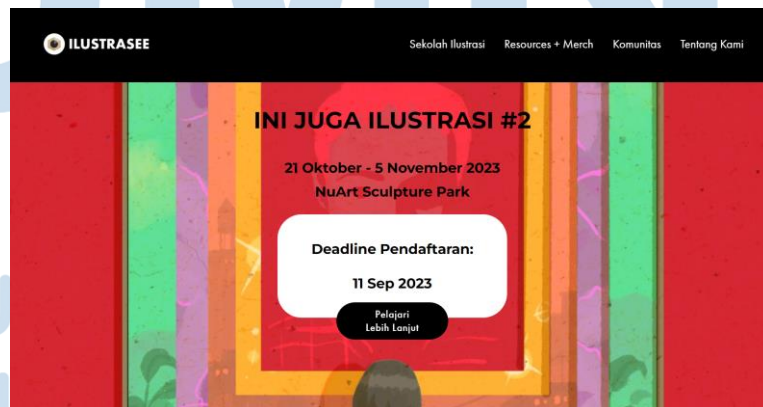 ILUSTRASEE
Sekolah Ilustrasi Resources + Merch Komunitas Tentang Kami
INI JUGA ILUSTRASI #2
21 Oktober - 5 November 2023
NuArt Sculpture Park
Deadline Pendaftaran:
11 Sep 2023
Pelajari
Lebih Lanjut